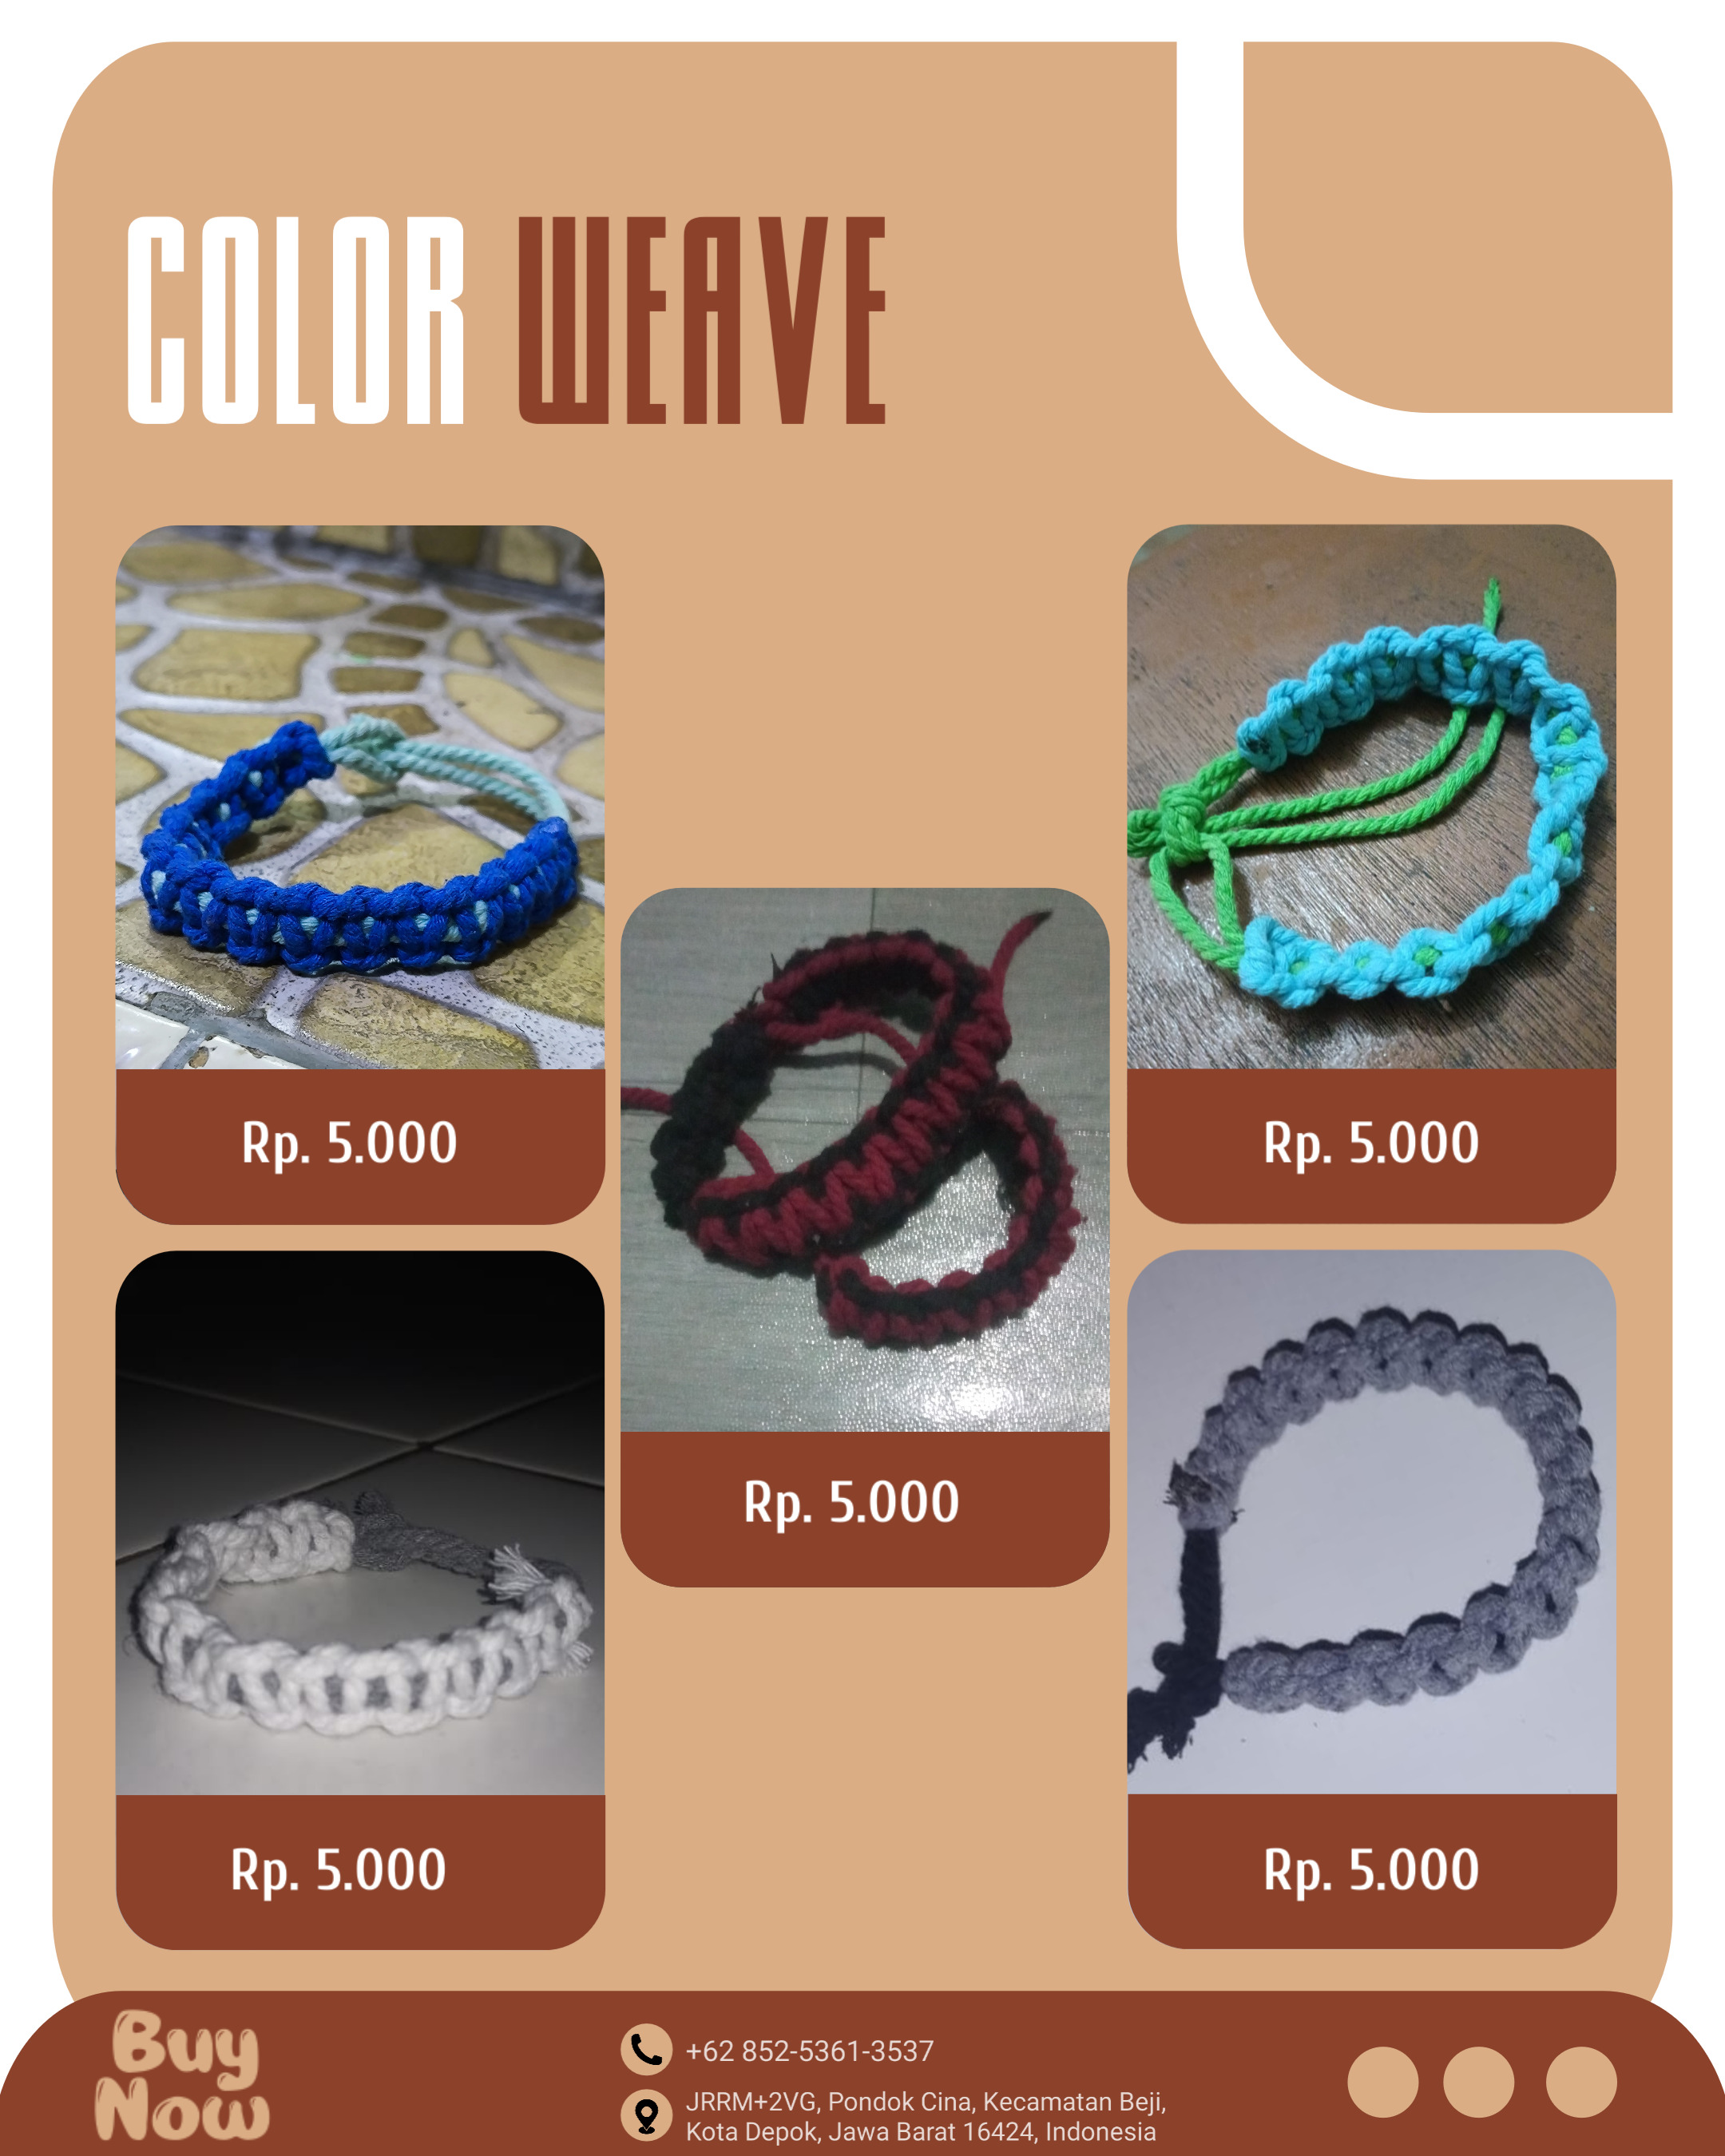 COLOR WEAVE
Rp. 5.000
Rp. 5.000
Rp. 5.000
Rp. 5.000
Rp. 5.000
Buy
Now
+62 852-5361-3537
JRRM+2VG, Pondok Cina, Kecamatan Beji,
Kota Depok, Jawa Barat 16424, Indonesia